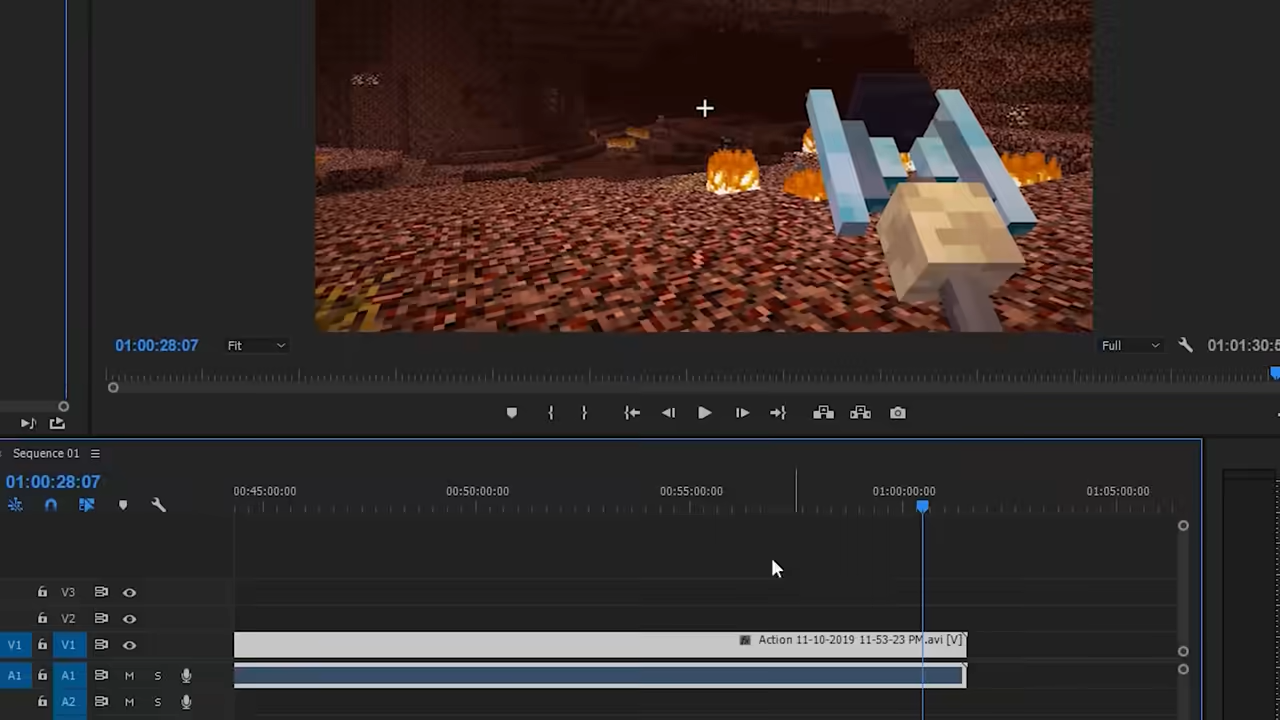 01:00:28:07 Fit Full 01:01:30:5
Sequence 01
01:00:28:07
00:45:00:00 00:50:00:00 00:55:00:00 01:00:00:00 01:05:00:00
V3
V2
V1 V1 Action 11-10-2019 11-53-23 PM.avi [V]
A1 A1 M S
A2 M S